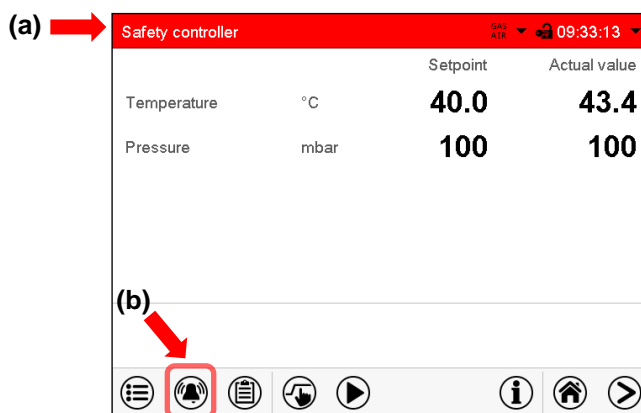 (a)
Safety controller
GAS
AIR
09:33:13
Setpoint Actual value
Temperature °C 40.0 43.4
Pressure mbar 100 100
(b)